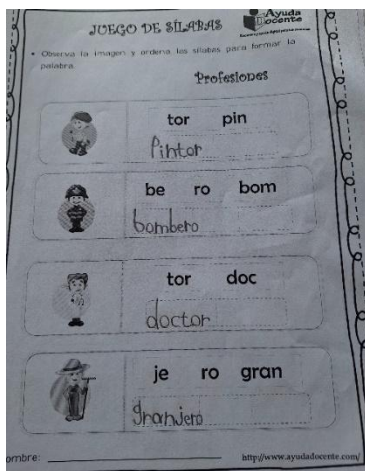 JUEGO DE SÍLABAS
Ayuda Docente
• Observa la imagen y ordena las sílabas para formar la
palabra.
Profesiones
tor pin
Pintor
be ro bom
bombero
tor doc
doctor
je ro gran
granjero
ombre:
http://www.ayudadocente.com/